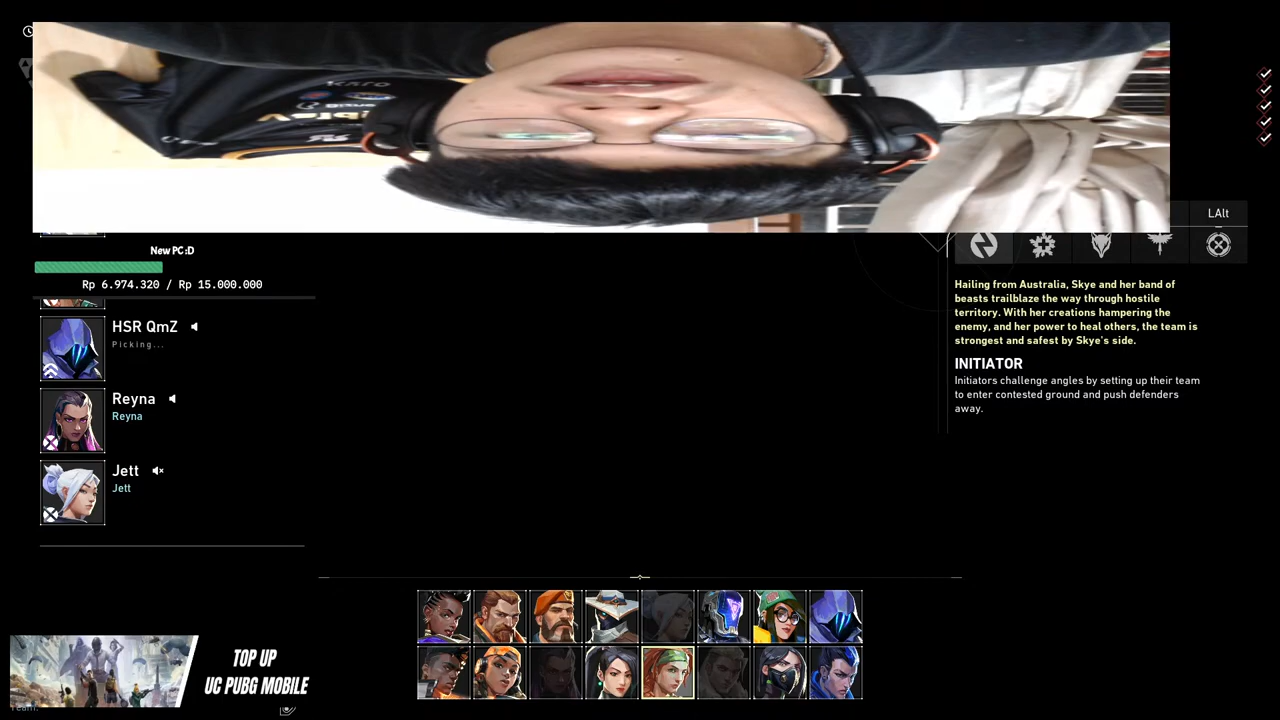 LAlt
New PC :D
Rp 6.974.320 / Rp 15.000.000
Hailing from Australia, Skye and her band of
beasts trailblaze the way through hostile
territory. With her creations hampering the
enemy, and her power to heal others, the team is
strongest and safest by Skye's side.
INITIATOR
Initiators challenge angles by setting up their team
to enter contested ground and push defenders
away.
HSR QmZ
Picking...
Reyna
Reyna
Jett
Jett
TOP UP
UC PUBG MOBILE